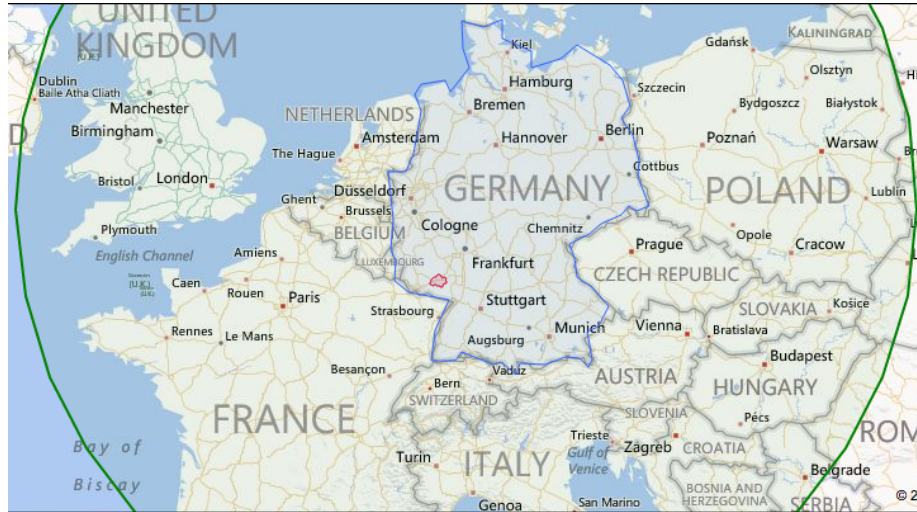 UNITED
KINGDOM
[U.K.]
KALININGRAD
Kiel
Gdańsk
Olsztyn
Dublin
Baile Atha Cliath
Hamburg
Szczecin
Manchester
Bremen
Bydgoszcz
Białystok
NETHERLANDS
Birmingham
Amsterdam
Hannover
Berlin
Poznań
Warsaw
The Hague
Cottbus
Bristol
London
Düsseldorf
GERMANY
POLAND
Lublin
Ghent
Brussels
Cologne
Chemnitz
Plymouth
BELGIUM
Opole
English Channel
Amiens
LUXEMBOURG
Frankfurt
Prague
Cracow
CZECH REPUBLIC
[U.K.]
Caen
Rouen
Paris
Stuttgart
SLOVAKIA
Košice
Strasbourg
Rennes
Le Mans
Augsburg
Munich
Vienna
Bratislava
Besançon
Vaduz
Budapest
Bern
AUSTRIA
HUNGARY
SWITZERLAND
FRANCE
SLOVENIA
Pécs
ROM
Bay of
Biscay
Turin
ITALY
Trieste
Gulf of
Venice
Zagreb
CROATIA
Belgrade
BOSNIA AND
HERZEGOVINA
SERBIA
Genoa
San Marino
© 2